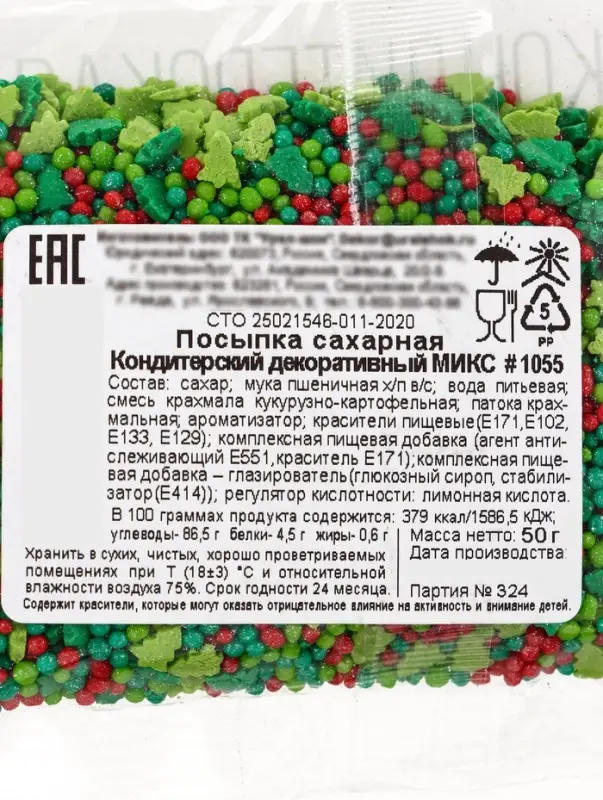 EAC
СТО 25021546-011-2020
Посыпка сахарная
Кондитерский декоративный МИКС #1055
Состав: сахар; мука пшеничная х/п в/с; вода питьевая;
смесь крахмала кукурузно-картофельная; патока крах-
мальная; ароматизатор; красители пищевые(Е171,Е102,
Е133, Е129); комплексная пищевая добавка (агент анти-
слеживающий Е551,краситель Е171);комплексная пище-
вая добавка – глазирователь(глюкозный сироп, стабили-
затор(Е414)); регулятор кислотности: лимонная кислота.
В 100 граммах продукта содержится: 379 ккал/1586,5 кДж;
углеводы- 86,5 г белки- 4,5 г жиры- 0,6 г
Масса нетто: 50 г
Дата производства:
Хранить в сухих, чистых, хорошо проветриваемых
помещениях при Т (18±3) °С и относительной
влажности воздуха 75%. Срок годности 24 месяца.
Партия № 324
Содержит красители, которые могут оказать отрицательное влияние на активность и внимание детей.
5
PP